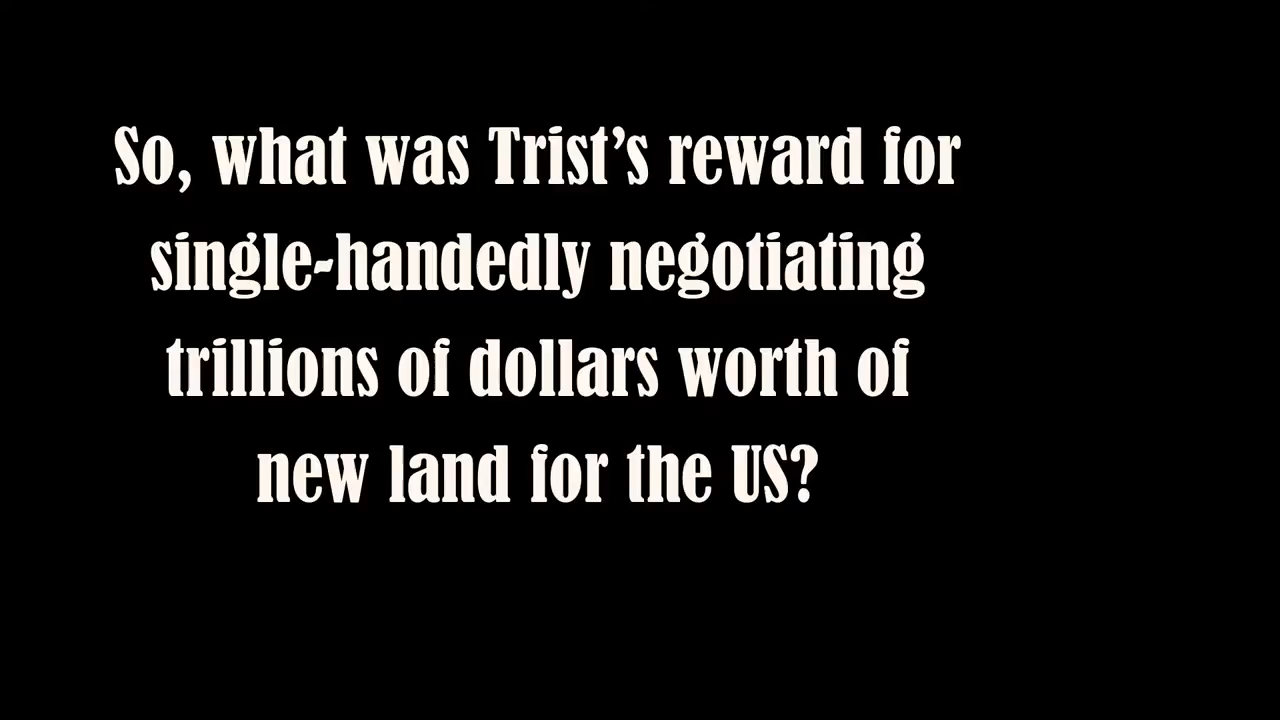 So, what was Trist’s reward for
single-handedly negotiating
trillions of dollars worth of
new land for the US?